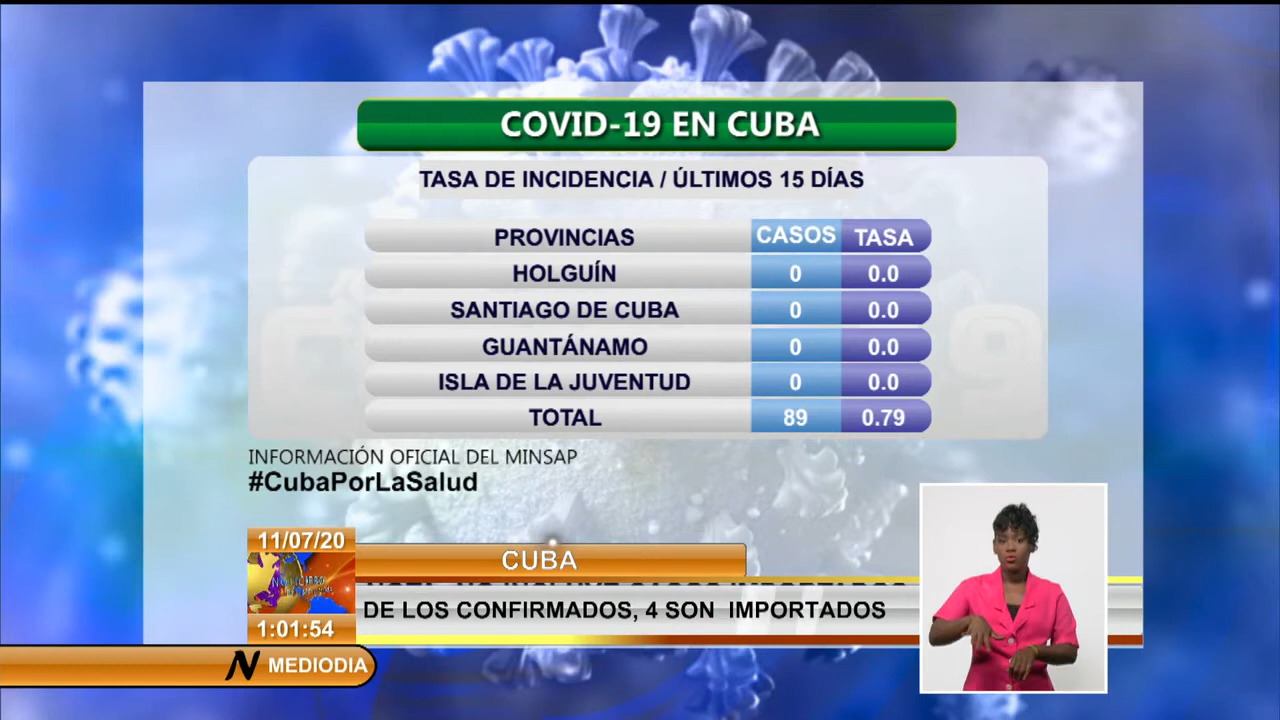 COVID-19 EN CUBA
TASA DE INCIDENCIA / ÚLTIMOS 15 DÍAS
PROVINCIAS CASOS TASA
HOLGUÍN 0 0.0
SANTIAGO DE CUBA 0 0.0
GUANTÁNAMO 0 0.0
ISLA DE LA JUVENTUD 0 0.0
TOTAL 89 0.79
INFORMACIÓN OFICIAL DEL MINSAP
#CubaPorLaSalud
11/07/20
CUBA
DE LOS CONFIRMADOS, 4 SON IMPORTADOS
1:01:54
N MEDIODIA